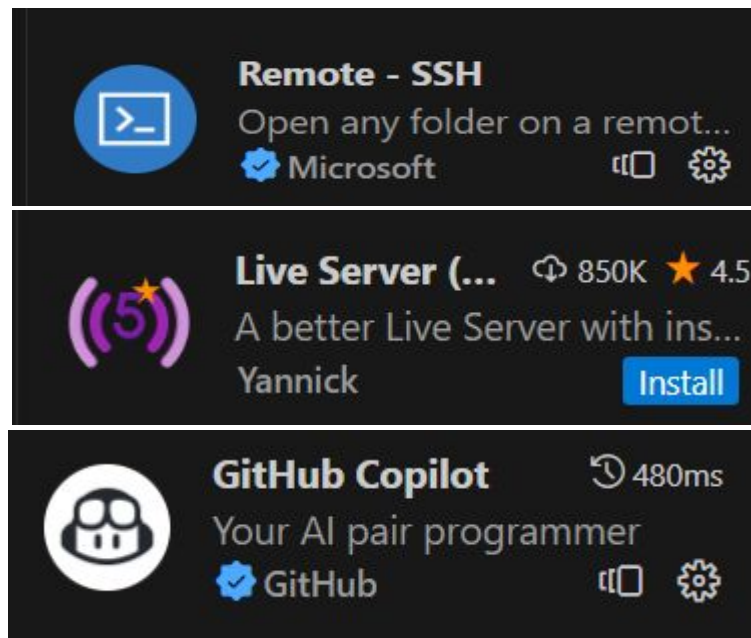 Remote - SSH
Open any folder on a remot...
Microsoft
Live Server (... 850K 4.5
5
A better Live Server with ins...
Yannick Install
GitHub Copilot 480ms
Your AI pair programmer
GitHub